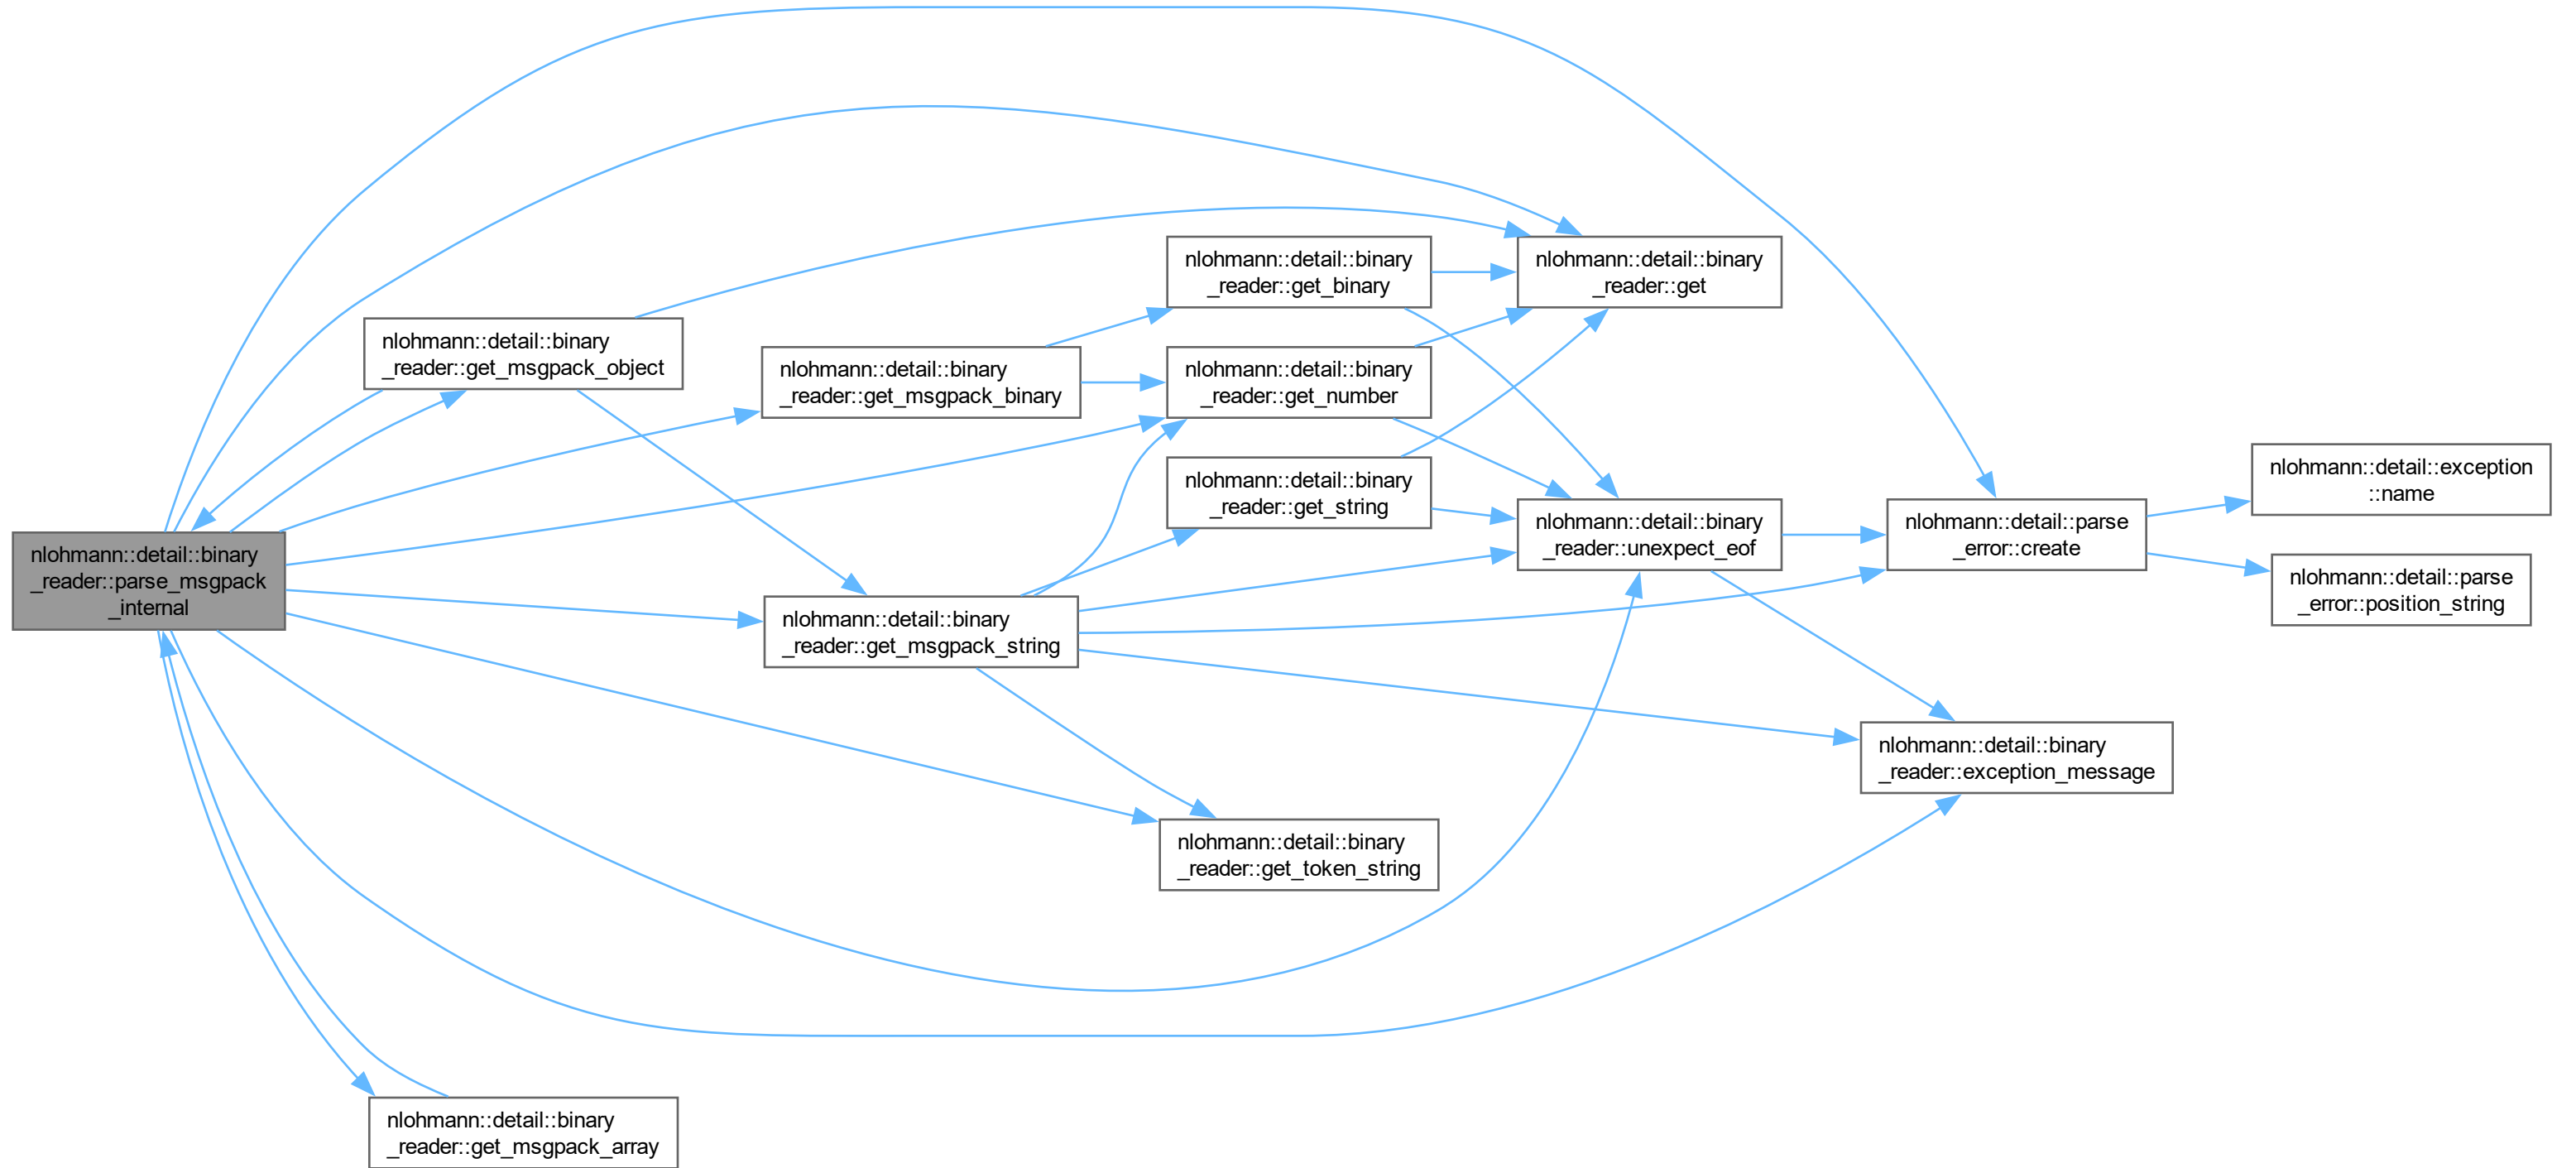 nlohmann::detail::binary
_reader::parse_msgpack
_internal
nlohmann::detail::binary
_reader::get_msgpack_object
nlohmann::detail::binary
_reader::get_msgpack_binary
nlohmann::detail::binary
_reader::get_binary
nlohmann::detail::binary
_reader::get
nlohmann::detail::binary
_reader::get_number
nlohmann::detail::binary
_reader::get_string
nlohmann::detail::binary
_reader::unexpect_eof
nlohmann::detail::parse
_error::create
nlohmann::detail::exception
::name
nlohmann::detail::parse
_error::position_string
nlohmann::detail::binary
_reader::get_msgpack_string
nlohmann::detail::binary
_reader::exception_message
nlohmann::detail::binary
_reader::get_token_string
nlohmann::detail::binary
_reader::get_msgpack_array